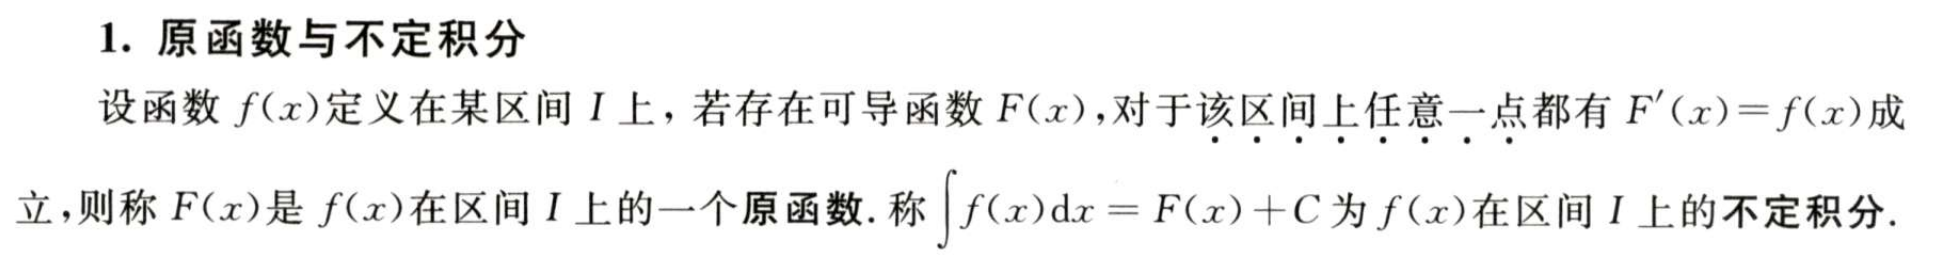 1. 原函数与不定积分
设函数 f(x)定义在某区间 I 上，若存在可导函数 F(x)，对于该区间上任意一点都有 F′(x)=f(x)成
立，则称 F(x)是 f(x)在区间 I 上的一个原函数. 称∫f(x)dx = F(x)+C 为 f(x)在区间 I 上的不定积分.